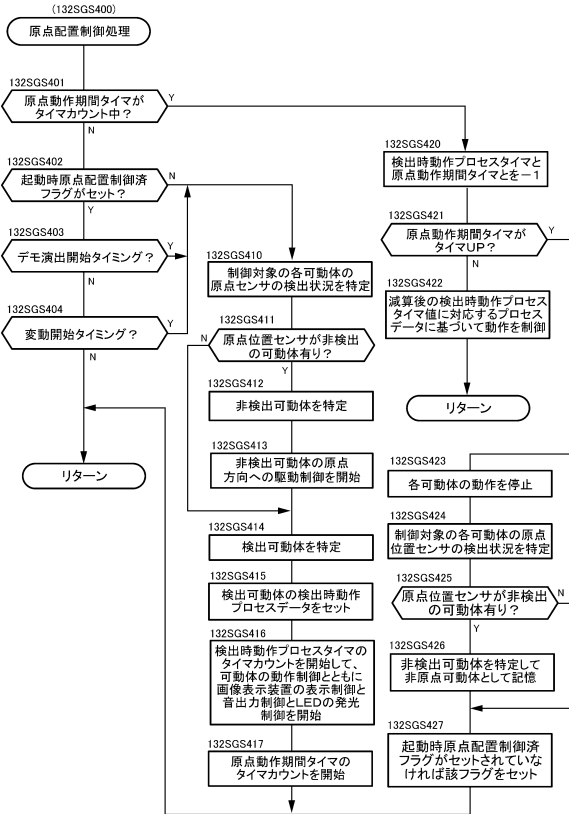 (132SGS400)
原点配置制御処理
132SGS401
原点動作期間タイマが
タイマカウント中？
Y
N
132SGS402
起動時原点配置制御済
フラグがセット？
N
Y
132SGS403
デモ演出開始タイミング？
Y
N
132SGS404
変動開始タイミング？
Y
N
リターン
132SGS410
制御対象の各可動体の
原点センサの検出状況を特定
132SGS411
原点位置センサが非検出
の可動体有り？
N
Y
132SGS412
非検出可動体を特定
132SGS413
非検出可動体の原点
方向への駆動制御を開始
132SGS414
検出可動体を特定
132SGS415
検出可動体の検出時動作
プロセスデータをセット
132SGS416
検出時動作プロセスタイマの
タイマカウントを開始して、
可動体の動作制御とともに
画像表示装置の表示制御と
音出力制御とLEDの発光
制御を開始
132SGS417
原点動作期間タイマの
タイマカウントを開始
132SGS420
検出時動作プロセスタイマと
原点動作期間タイマとを－1
132SGS421
原点動作期間タイマが
タイマUP？
Y
N
132SGS422
減算後の検出時動作プロセス
タイマ値に対応するプロセス
データに基づいて動作を制御
リターン
132SGS423
各可動体の動作を停止
132SGS424
制御対象の各可動体の原点
位置センサの検出状況を特定
132SGS425
原点位置センサが非検出
の可動体有り？
N
Y
132SGS426
非検出可動体を特定して
非原点可動体として記憶
132SGS427
起動時原点配置制御済
フラグがセットされていな
ければ該フラグをセット